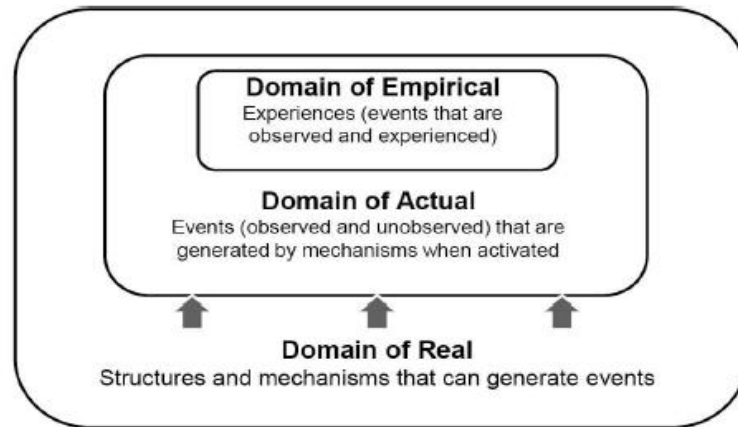 Domain of Empirical
Experiences (events that are
observed and experienced)
Domain of Actual
Events (observed and unobserved) that are
generated by mechanisms when activated
Domain of Real
Structures and mechanisms that can generate events